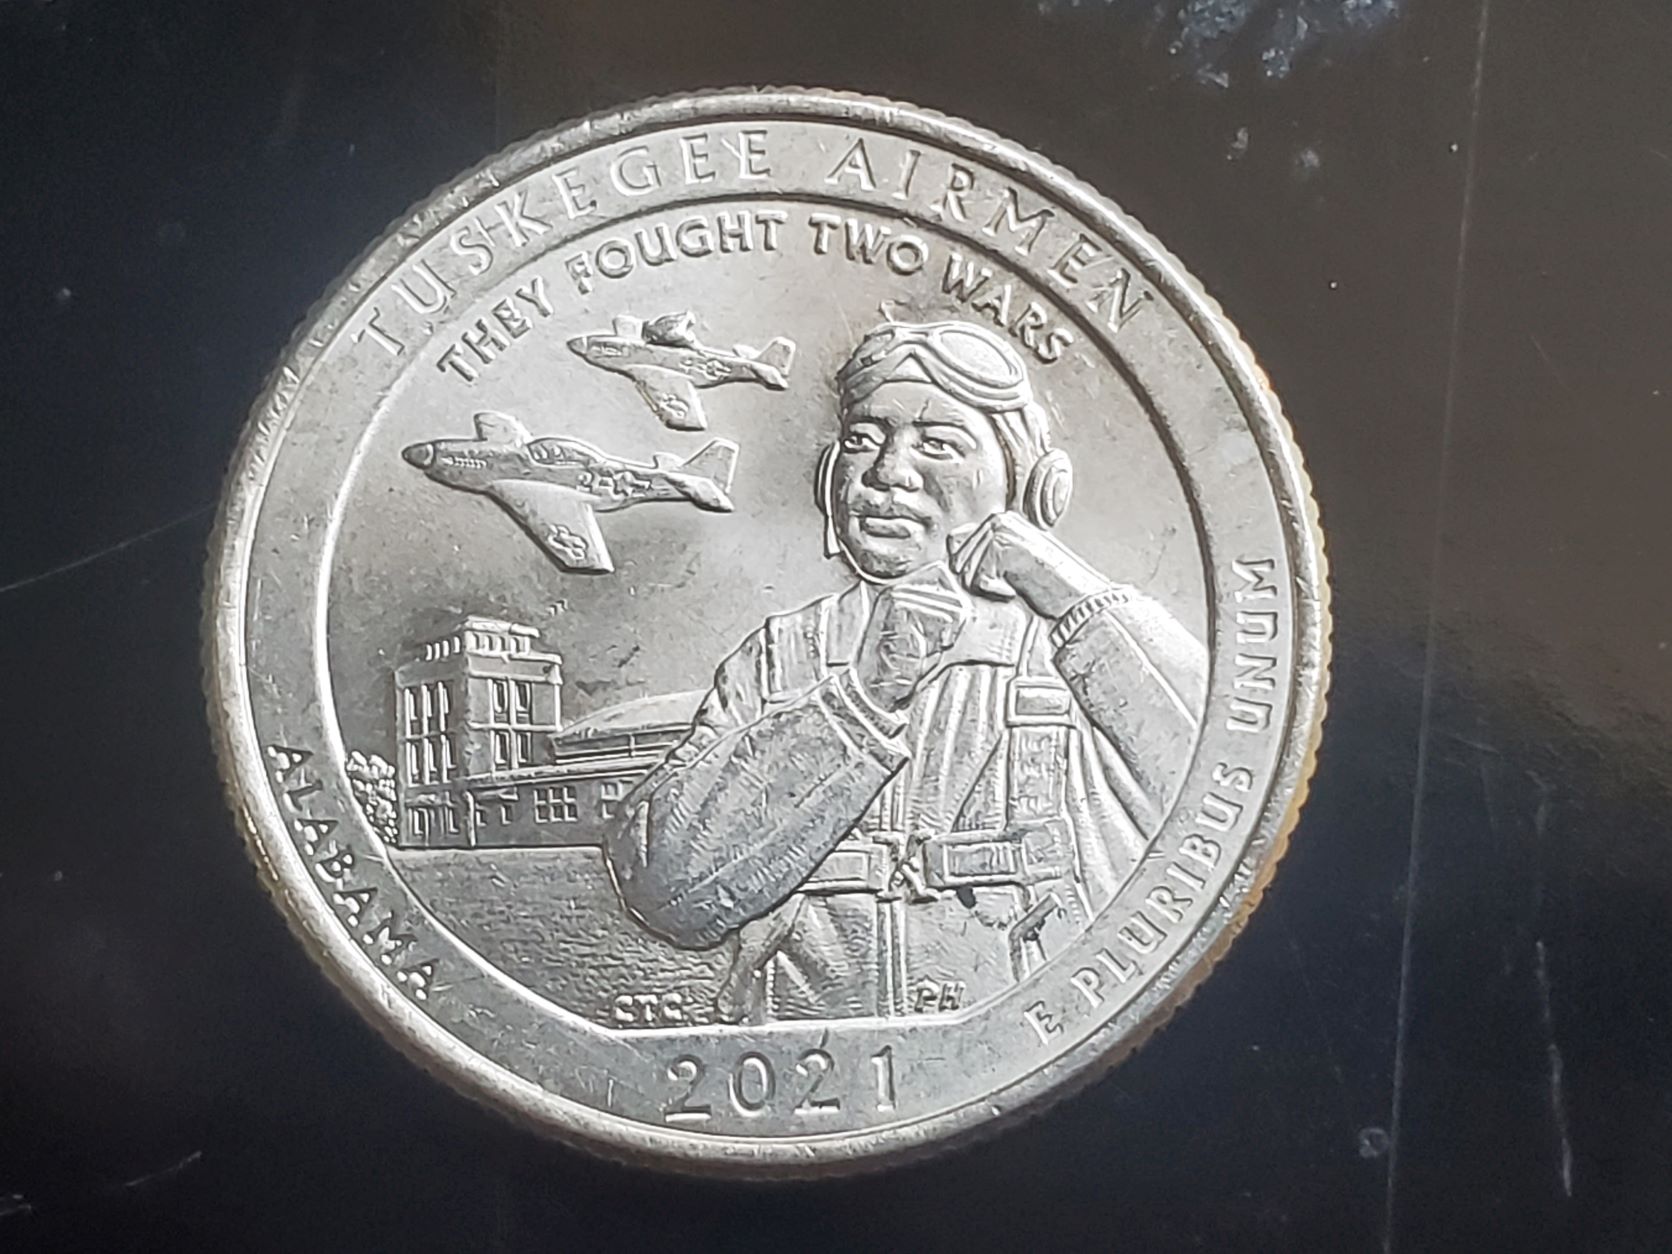 TUSKEGEE AIRMEN
THEY FOUGHT TWO WARS
ALABAMA
E PLURIBUS UNUM
CTC
PH
2021